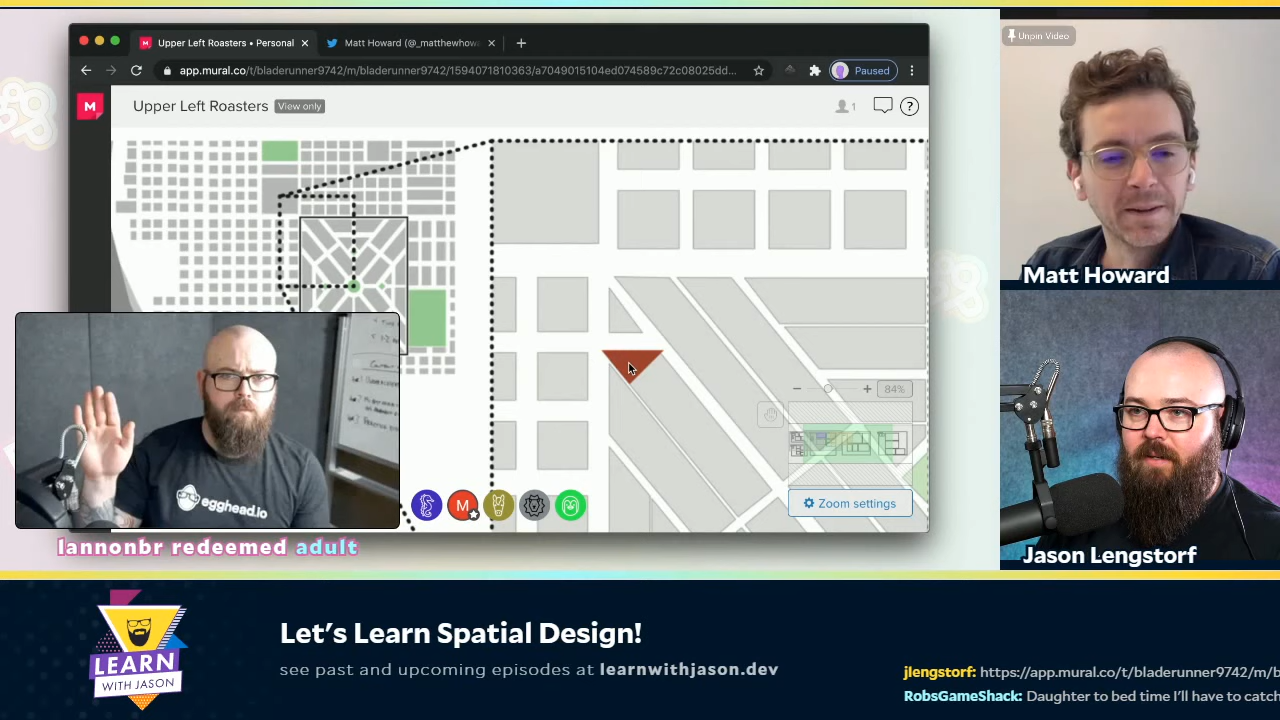 Upper Left Roasters • Personal
Matt Howard (@_matthewhow
app.mural.co/t/bladerunner9742/m/bladerunner9742/1594071810363/a7049015104ed074589c72c08025dd...
Paused
M
Upper Left Roasters
View only
1
?
84%
Zoom settings
M
egghead.io
lannonbr redeemed adult
Unpin Video
Matt Howard
Jason Lengstorf
LEARN
WITH JASON
Let's Learn Spatial Design!
see past and upcoming episodes at learnwithjason.dev
jlengstorf: https://app.mural.co/t/bladerunner9742/m/b
RobsGameShack: Daughter to bed time I'll have to catch